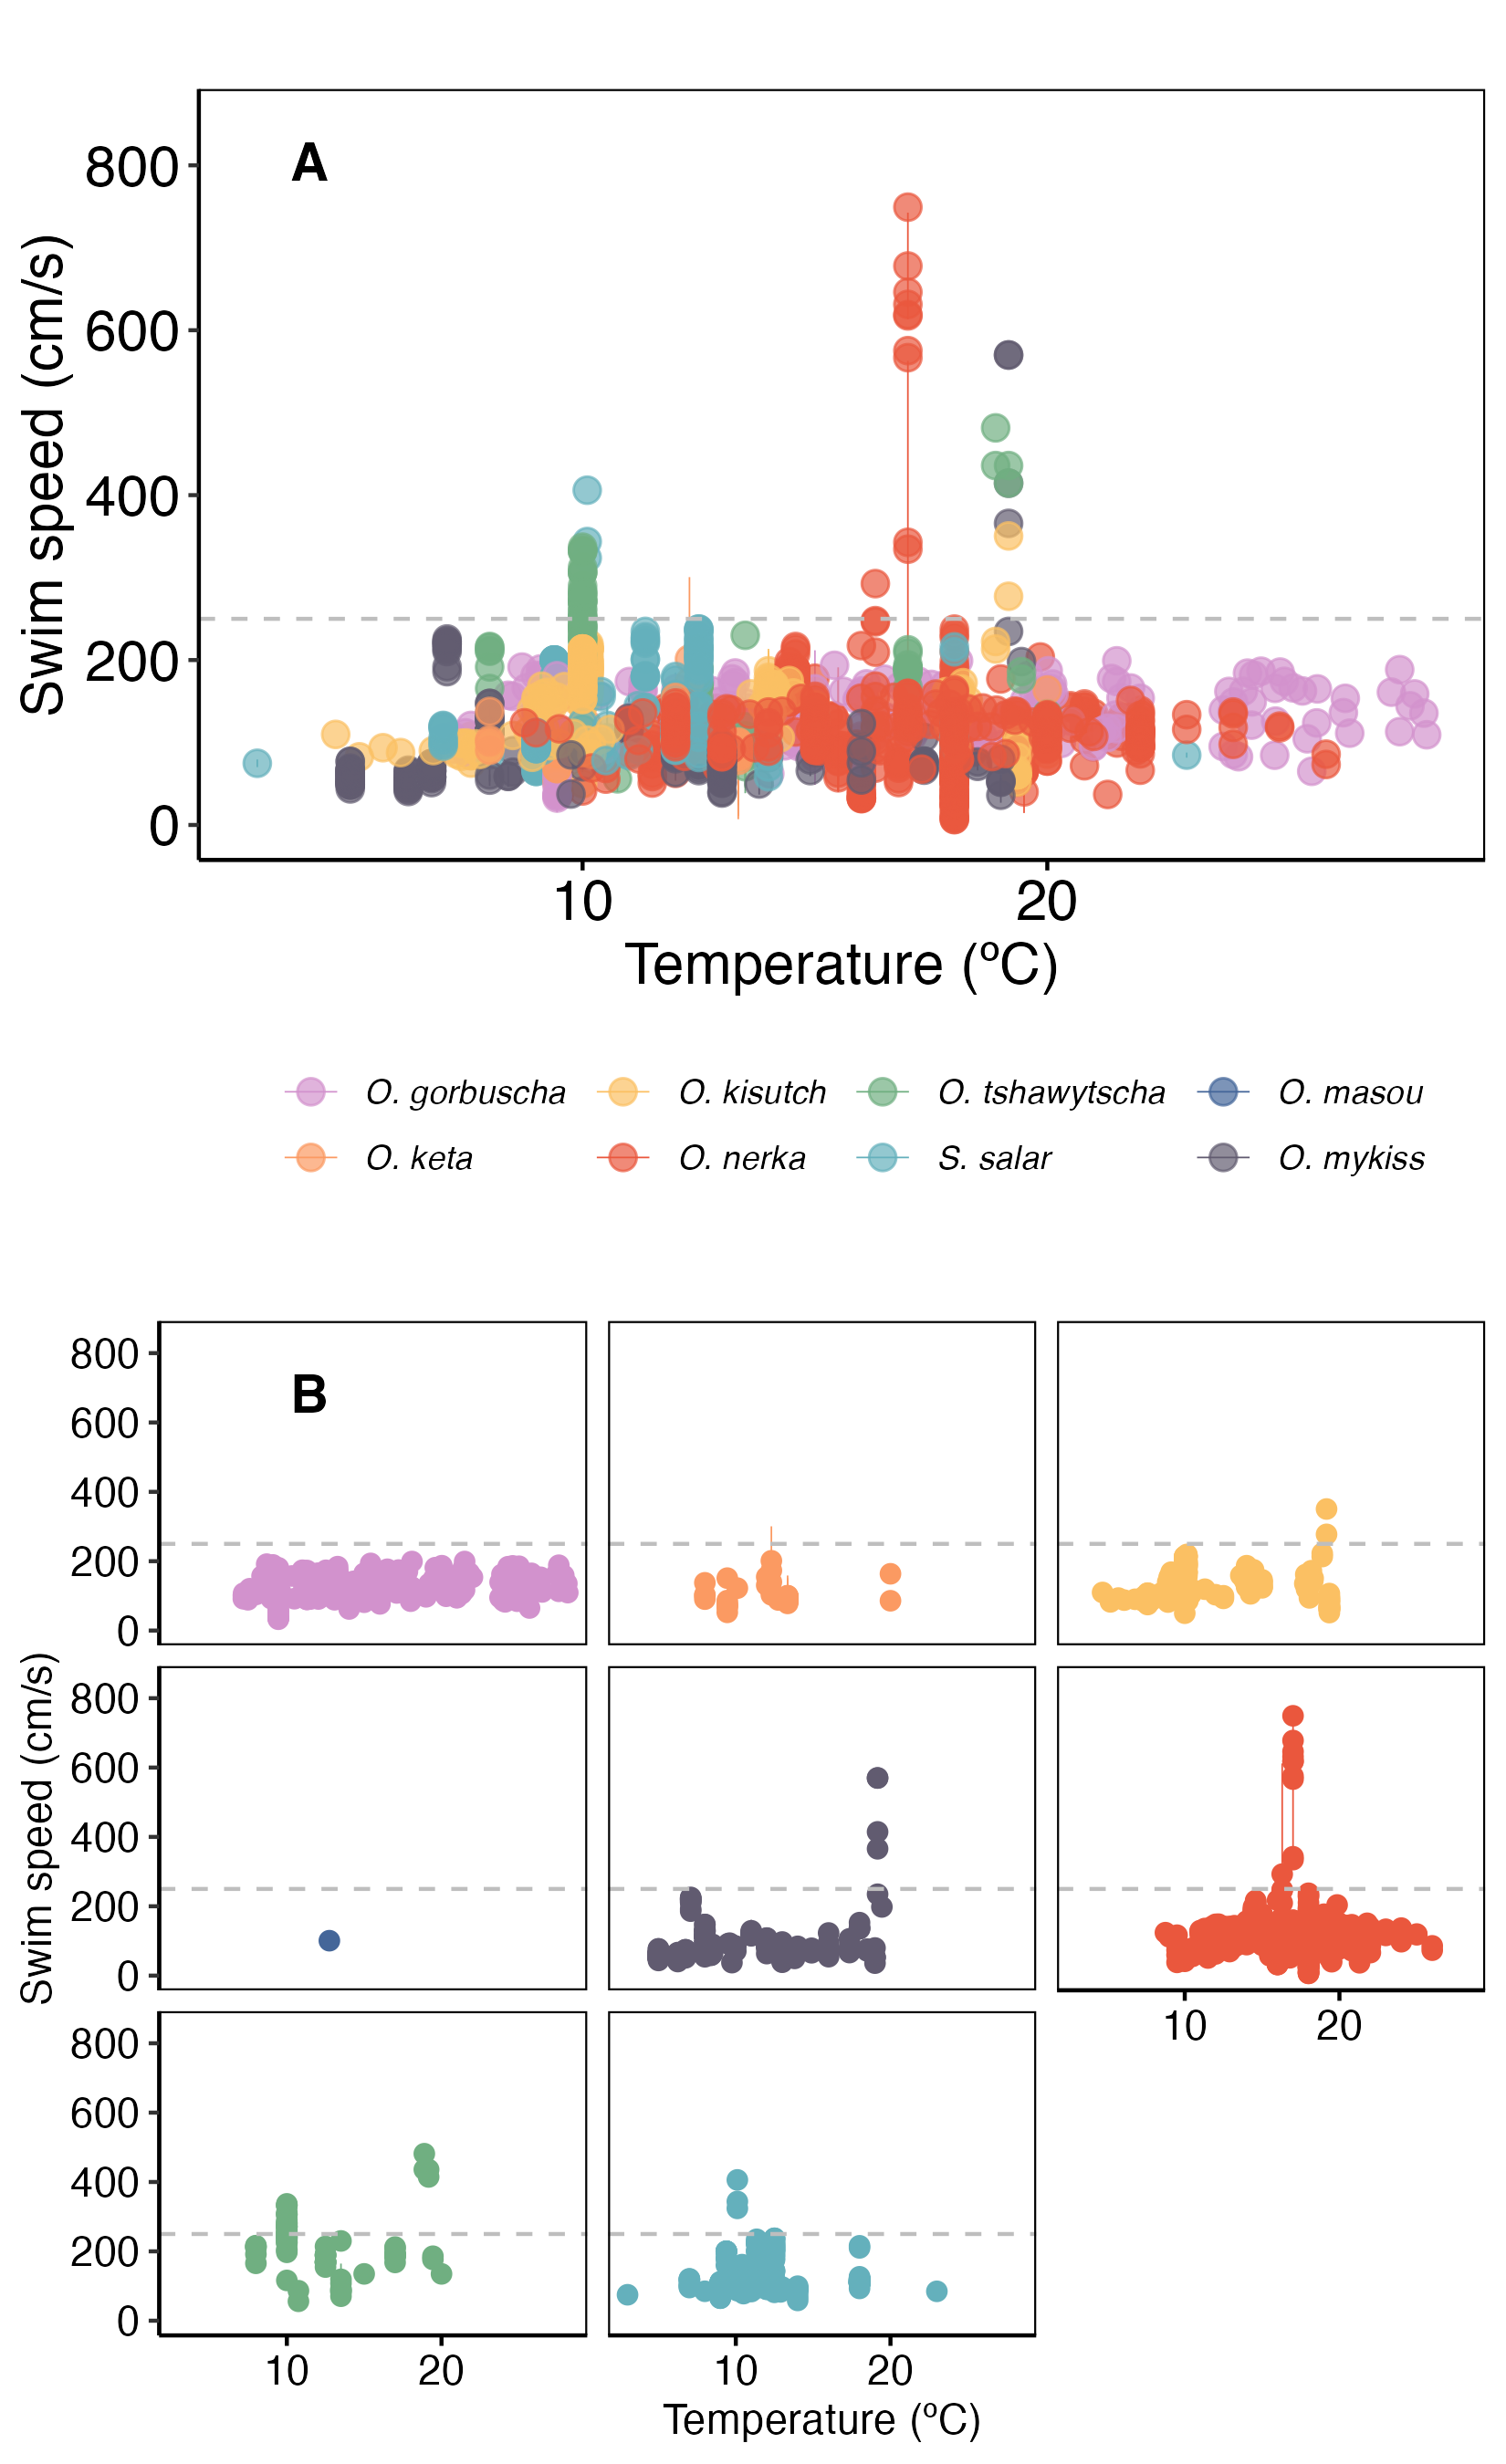 A
800
600
400
200
0
Swim speed (cm/s)
10 20
Temperature (ºC)
O. gorbuscha O. kisutch O. tshawytscha O. masou
O. keta O. nerka S. salar O. mykiss
B
800
600
400
200
0
800
600
400
200
0
10 20
800
600
400
200
0
Swim speed (cm/s)
10 20 10 20
Temperature (ºC)